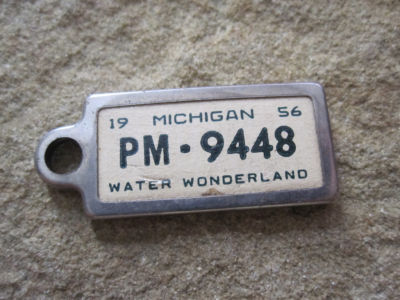 19 MICHIGAN 56
PM·9448
WATER WONDERLAND